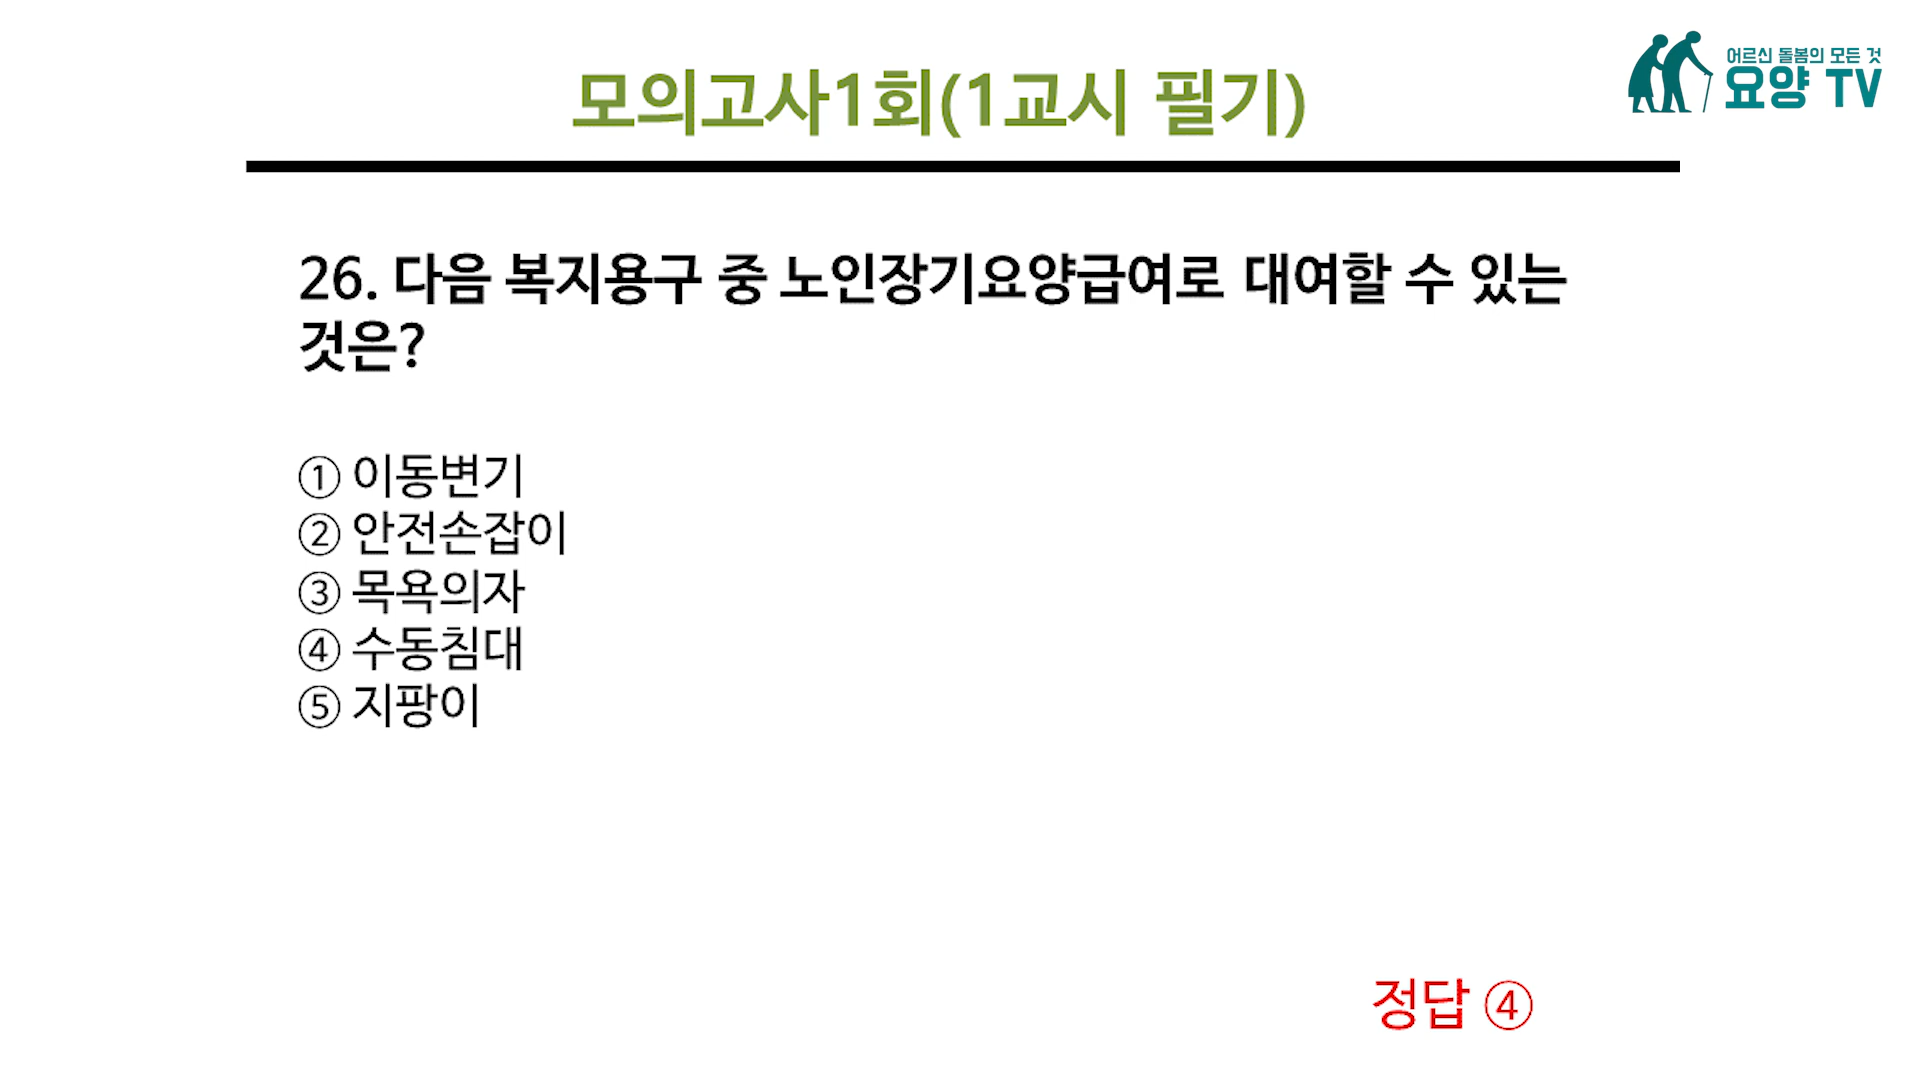 모의고사1회(1교시 필기)
어르신 돌봄의 모든 것
요양 TV
26. 다음 복지용구 중 노인장기요양급여로 대여할 수 있는
것은?
① 이동변기
② 안전손잡이
③ 목욕의자
④ 수동침대
⑤ 지팡이
정답 ④